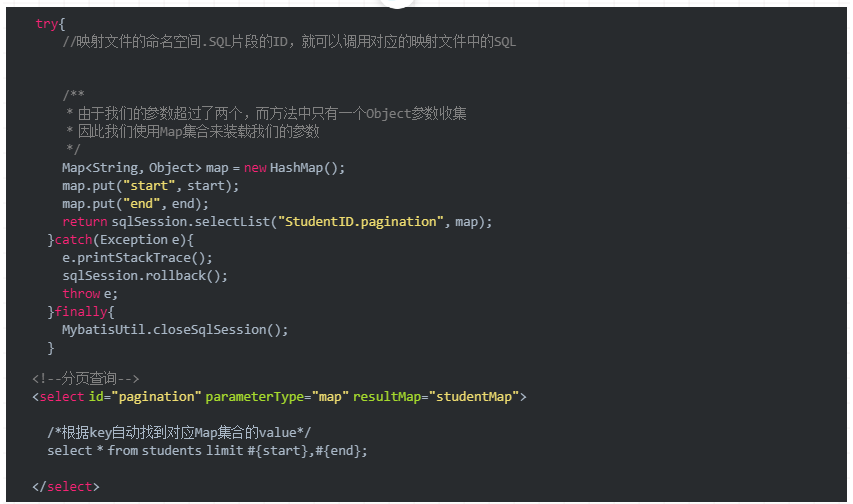 try{
//映射文件的命名空间.SQL片段的ID，就可以调用对应的映射文件中的SQL
/**
* 由于我们的参数超过了两个，而方法中只有一个Object参数收集
* 因此我们使用Map集合来装载我们的参数
*/
Map<String, Object> map = new HashMap();
map.put("start", start);
map.put("end", end);
return sqlSession.selectList("StudentID.pagination", map);
}catch(Exception e){
e.printStackTrace();
sqlSession.rollback();
throw e;
}finally{
MybatisUtil.closeSqlSession();
}
<!--分页查询-->
<select id="pagination" parameterType="map" resultMap="studentMap">
/*根据key自动找到对应Map集合的value*/
select * from students limit #{start},#{end};
</select>